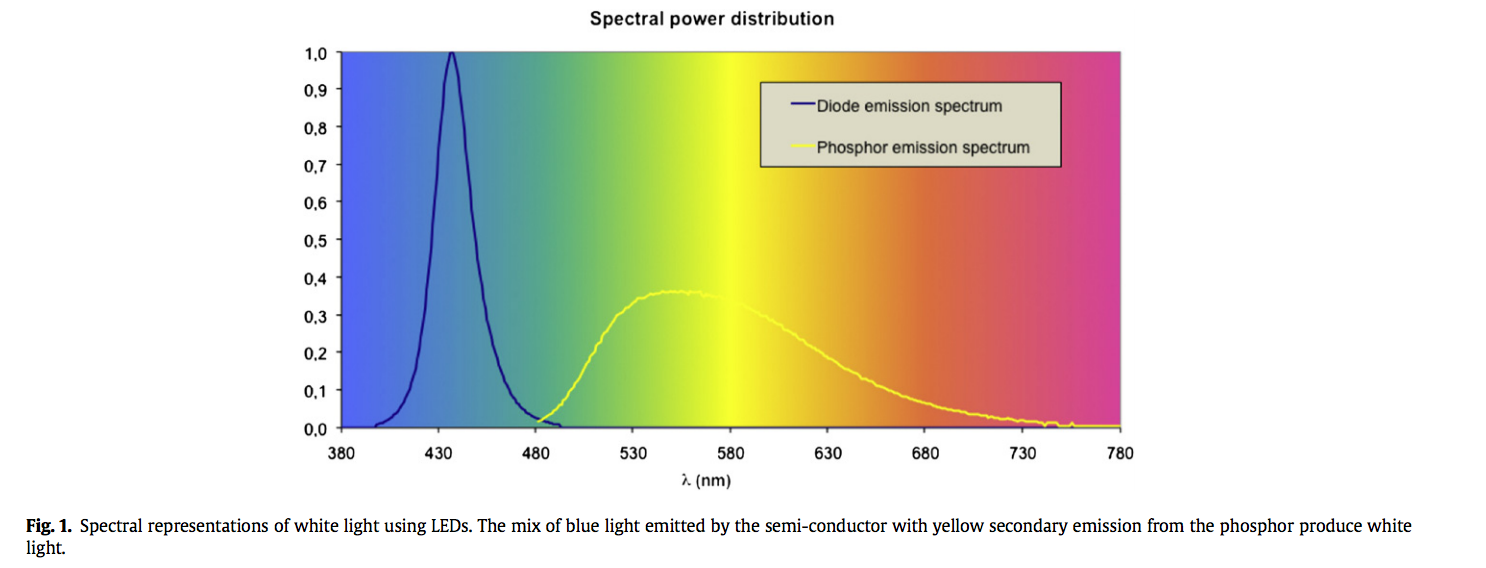 Spectral power distribution
1,0
0,9
0,8
0,7
0,6
0,5
0,4
0,3
0,2
0,1
0,0
Diode emission spectrum
Phosphor emission spectrum
380 430 480 530 580 630 680 730 780
λ (nm)
Fig. 1. Spectral representations of white light using LEDs. The mix of blue light emitted by the semi-conductor with yellow secondary emission from the phosphor produce white
light.